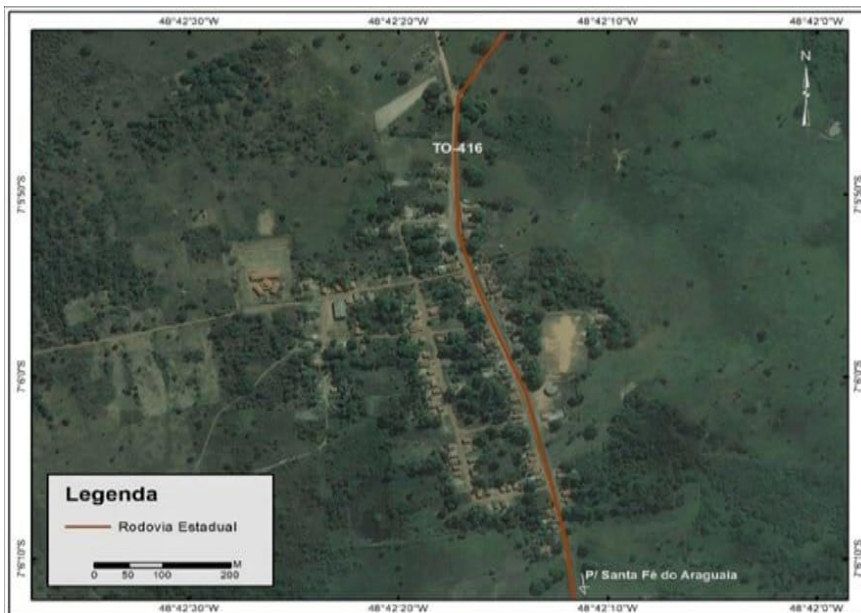 48°42'30"W 48°42'20"W 48°42'10"W 48°42'0"W
N
TO-416
7°5'50"S 7°5'50"S
7°6'0"S 7°6'0"S
Legenda
Rodovia Estadual
M
0 50 100 200
P/ Santa Fé do Araguaia
7°6'10"S 7°6'10"S
48°42'30"W 48°42'20"W 48°42'10"W 48°42'0"W